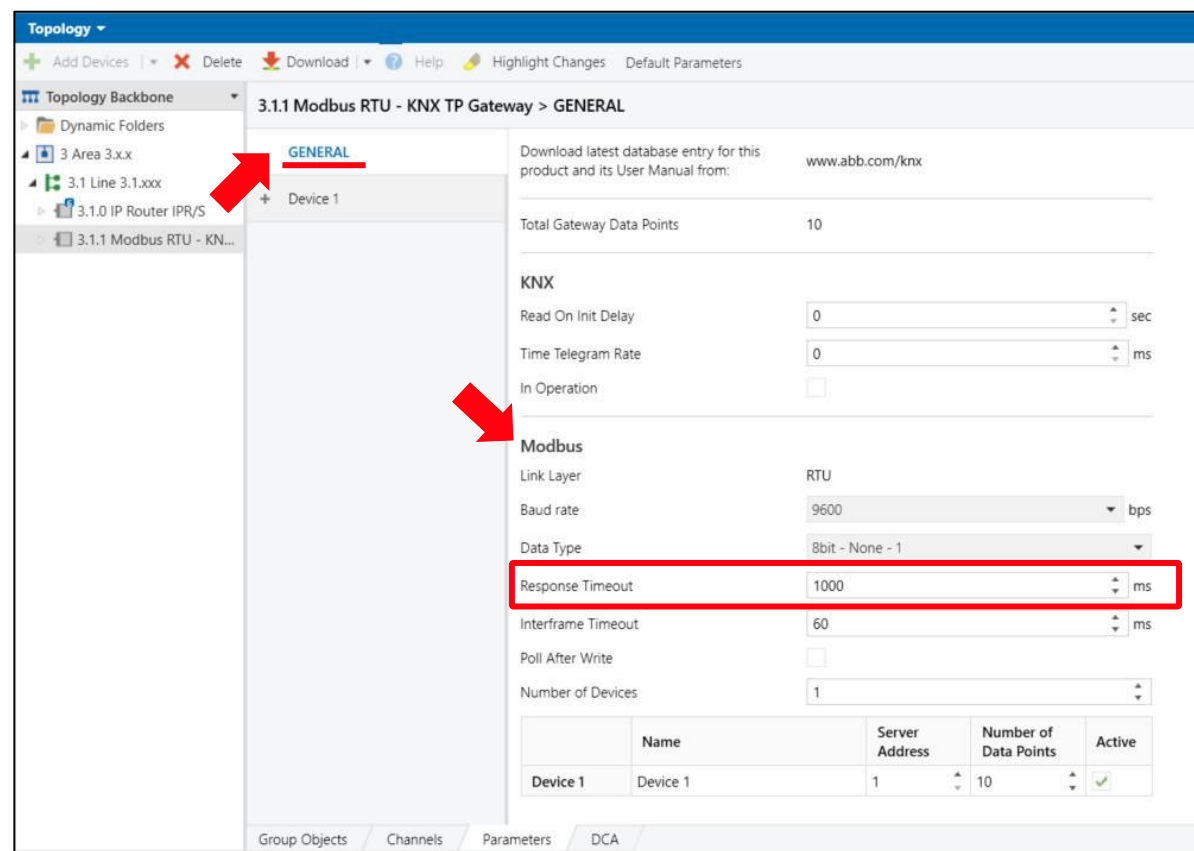 Topology
Add Devices
Delete
Download
Help
Highlight Changes
Default Parameters
Topology Backbone
Dynamic Folders
3 Area 3.x.x
3.1 Line 3.1.xxx
3.1.0 IP Router IPR/S
3.1.1 Modbus RTU - KN...
3.1.1 Modbus RTU - KNX TP Gateway > GENERAL
GENERAL
+ Device 1
Download latest database entry for this
product and its User Manual from:
www.abb.com/knx
Total Gateway Data Points 10
KNX
Read On Init Delay 0 sec
Time Telegram Rate 0 ms
In Operation
Modbus
Link Layer RTU
Baud rate 9600 bps
Data Type 8bit - None - 1
Response Timeout 1000 ms
Interframe Timeout 60 ms
Poll After Write
Number of Devices 1
Name Server Address Number of Data Points Active
Device 1 Device 1 1 10
Group Objects Channels Parameters DCA